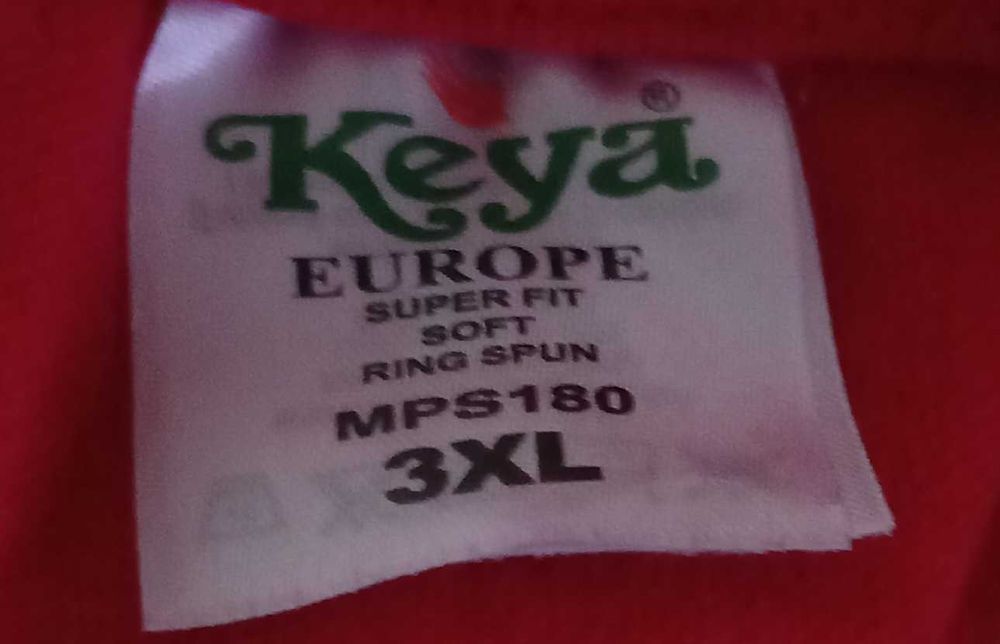 Keya®
EUROPE
SUPER FIT
SOFT
RING SPUN
MPS180
3XL